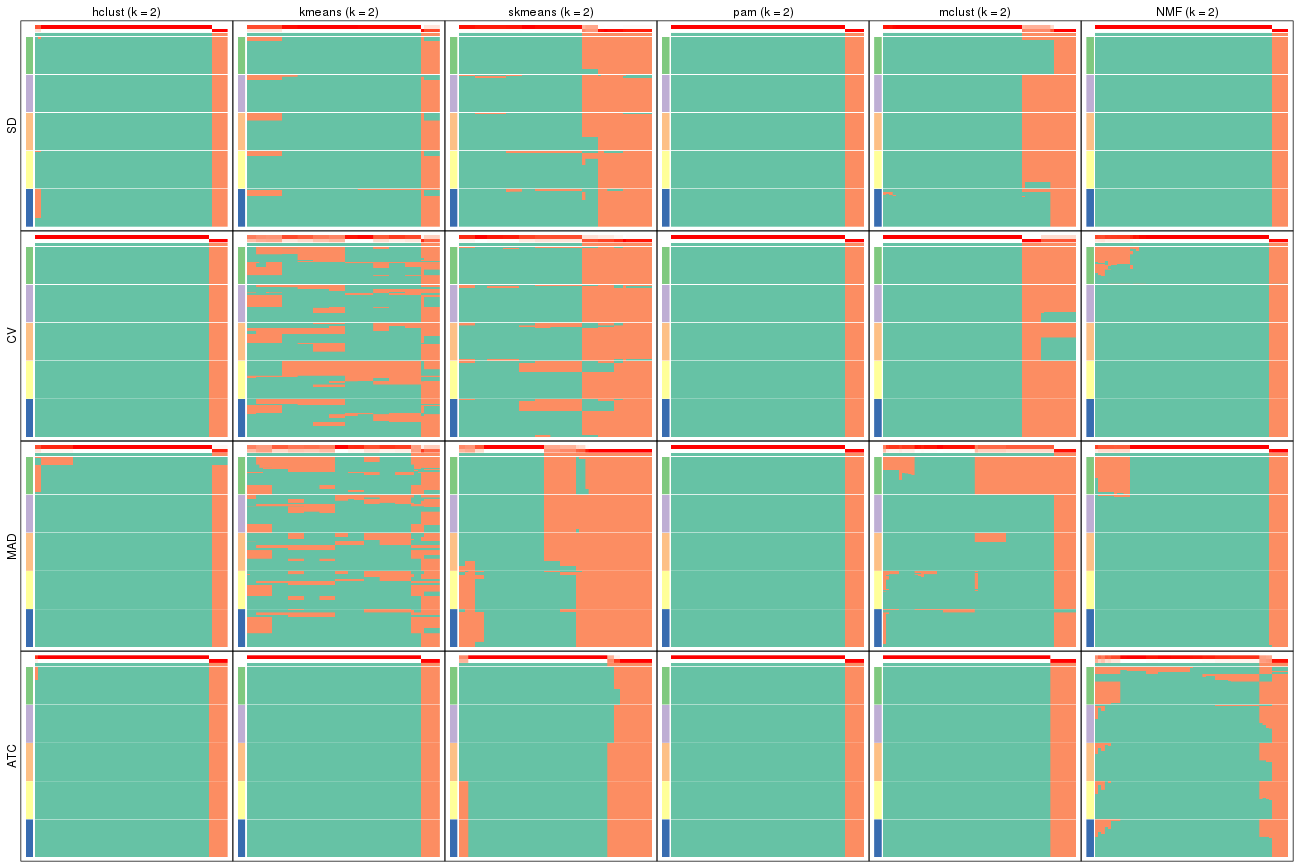 hclust (k = 2) kmeans (k = 2) skmeans (k = 2) pam (k = 2) mclust (k = 2) NMF (k = 2)
SD
CV
MAD
ATC